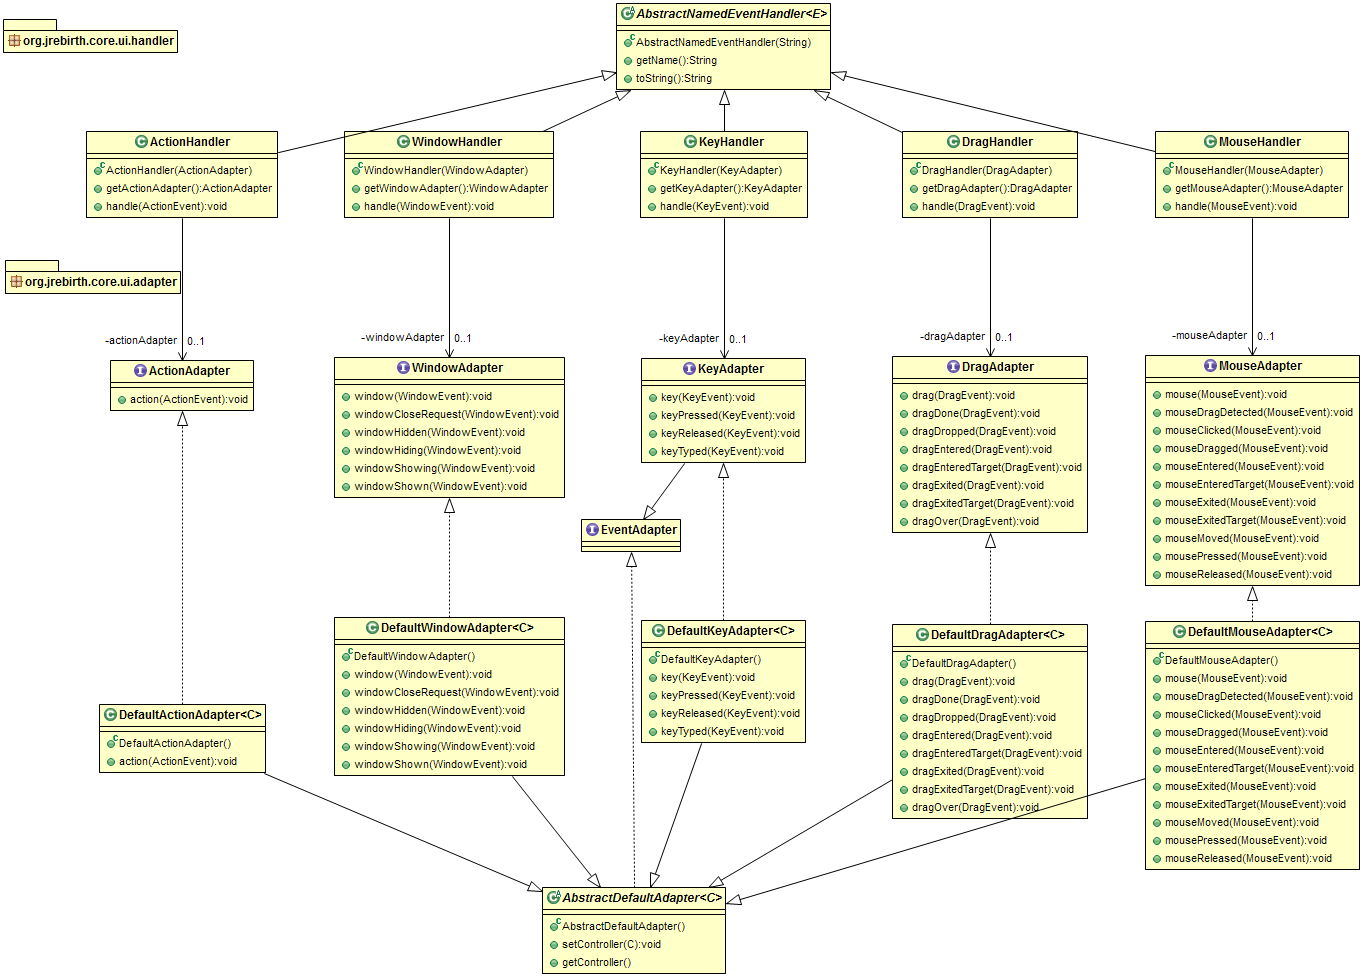 AbstractNamedEventHandler<E>
AbstractNamedEventHandler(String)
getName():String
toString():String
org.jrebirth.core.ui.handler
ActionHandler
ActionHandler(ActionAdapter)
getActionAdapter():ActionAdapter
handle(ActionEvent):void
WindowHandler
WindowHandler(WindowAdapter)
getWindowAdapter():WindowAdapter
handle(WindowEvent):void
KeyHandler
KeyHandler(KeyAdapter)
getKeyAdapter():KeyAdapter
handle(KeyEvent):void
DragHandler
DragHandler(DragAdapter)
getDragAdapter():DragAdapter
handle(DragEvent):void
MouseHandler
MouseHandler(MouseAdapter)
getMouseAdapter():MouseAdapter
handle(MouseEvent):void
org.jrebirth.core.ui.adapter
-actionAdapter 0..1
-windowAdapter 0..1
-keyAdapter 0..1
-dragAdapter 0..1
-mouseAdapter 0..1
ActionAdapter
action(ActionEvent):void
WindowAdapter
window(WindowEvent):void
windowCloseRequest(WindowEvent):void
windowHidden(WindowEvent):void
windowHiding(WindowEvent):void
windowShowing(WindowEvent):void
windowShown(WindowEvent):void
KeyAdapter
key(KeyEvent):void
keyPressed(KeyEvent):void
keyReleased(KeyEvent):void
keyTyped(KeyEvent):void
DragAdapter
drag(DragEvent):void
dragDone(DragEvent):void
dragDropped(DragEvent):void
dragEntered(DragEvent):void
dragEnteredTarget(DragEvent):void
dragExited(DragEvent):void
dragExitedTarget(DragEvent):void
dragOver(DragEvent):void
MouseAdapter
mouse(MouseEvent):void
mouseDragDetected(MouseEvent):void
mouseClicked(MouseEvent):void
mouseDragged(MouseEvent):void
mouseEntered(MouseEvent):void
mouseEnteredTarget(MouseEvent):void
mouseExited(MouseEvent):void
mouseExitedTarget(MouseEvent):void
mouseMoved(MouseEvent):void
mousePressed(MouseEvent):void
mouseReleased(MouseEvent):void
EventAdapter
DefaultActionAdapter<C>
DefaultActionAdapter()
action(ActionEvent):void
DefaultWindowAdapter<C>
DefaultWindowAdapter()
window(WindowEvent):void
windowCloseRequest(WindowEvent):void
windowHidden(WindowEvent):void
windowHiding(WindowEvent):void
windowShowing(WindowEvent):void
windowShown(WindowEvent):void
DefaultKeyAdapter<C>
DefaultKeyAdapter()
key(KeyEvent):void
keyPressed(KeyEvent):void
keyReleased(KeyEvent):void
keyTyped(KeyEvent):void
DefaultDragAdapter<C>
DefaultDragAdapter()
drag(DragEvent):void
dragDone(DragEvent):void
dragDropped(DragEvent):void
dragEntered(DragEvent):void
dragEnteredTarget(DragEvent):void
dragExited(DragEvent):void
dragExitedTarget(DragEvent):void
dragOver(DragEvent):void
DefaultMouseAdapter<C>
DefaultMouseAdapter()
mouse(MouseEvent):void
mouseDragDetected(MouseEvent):void
mouseClicked(MouseEvent):void
mouseDragged(MouseEvent):void
mouseEntered(MouseEvent):void
mouseEnteredTarget(MouseEvent):void
mouseExited(MouseEvent):void
mouseExitedTarget(MouseEvent):void
mouseMoved(MouseEvent):void
mousePressed(MouseEvent):void
mouseReleased(MouseEvent):void
AbstractDefaultAdapter<C>
AbstractDefaultAdapter()
setController(C):void
getController()